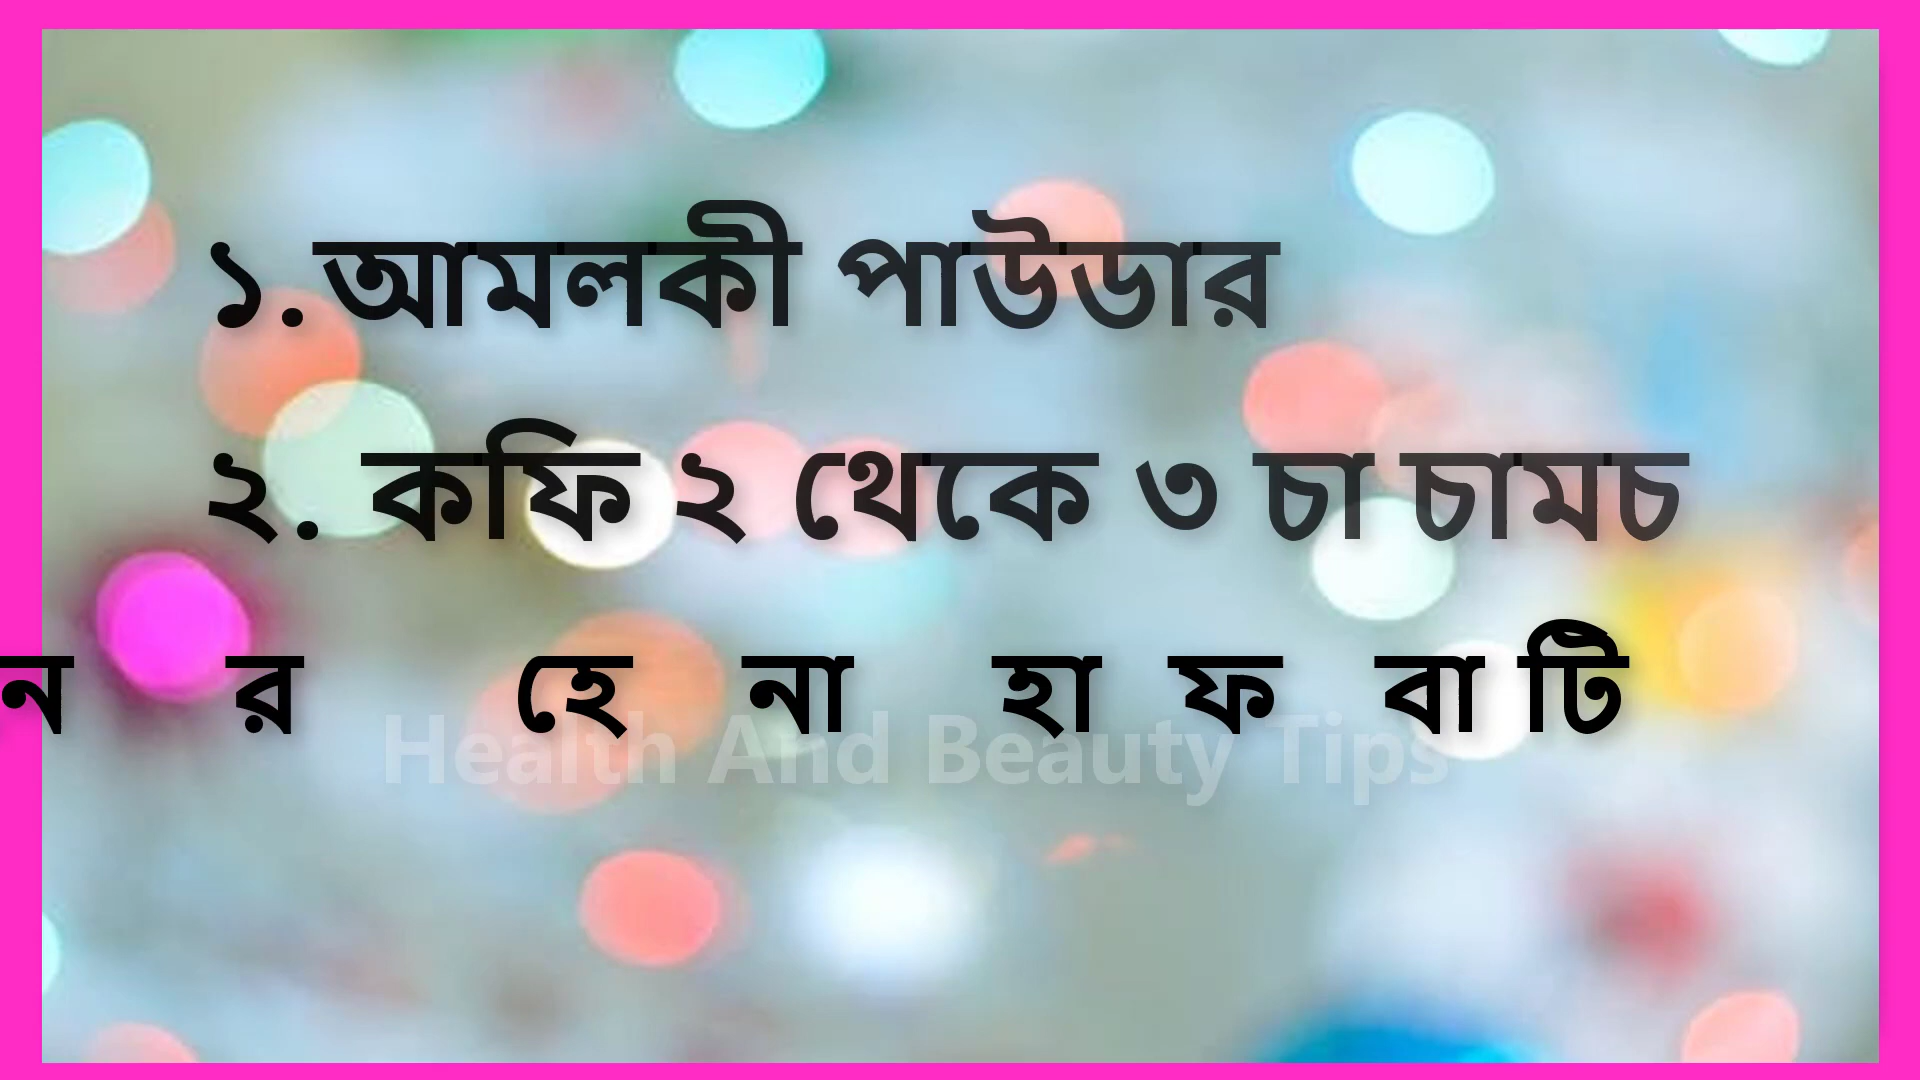 ১. আমলকী পাউডার
২. কফি ২ থেকে ৩ চা চামচ
ন র হেনা হাফ বাটি
Health And Beauty Tips